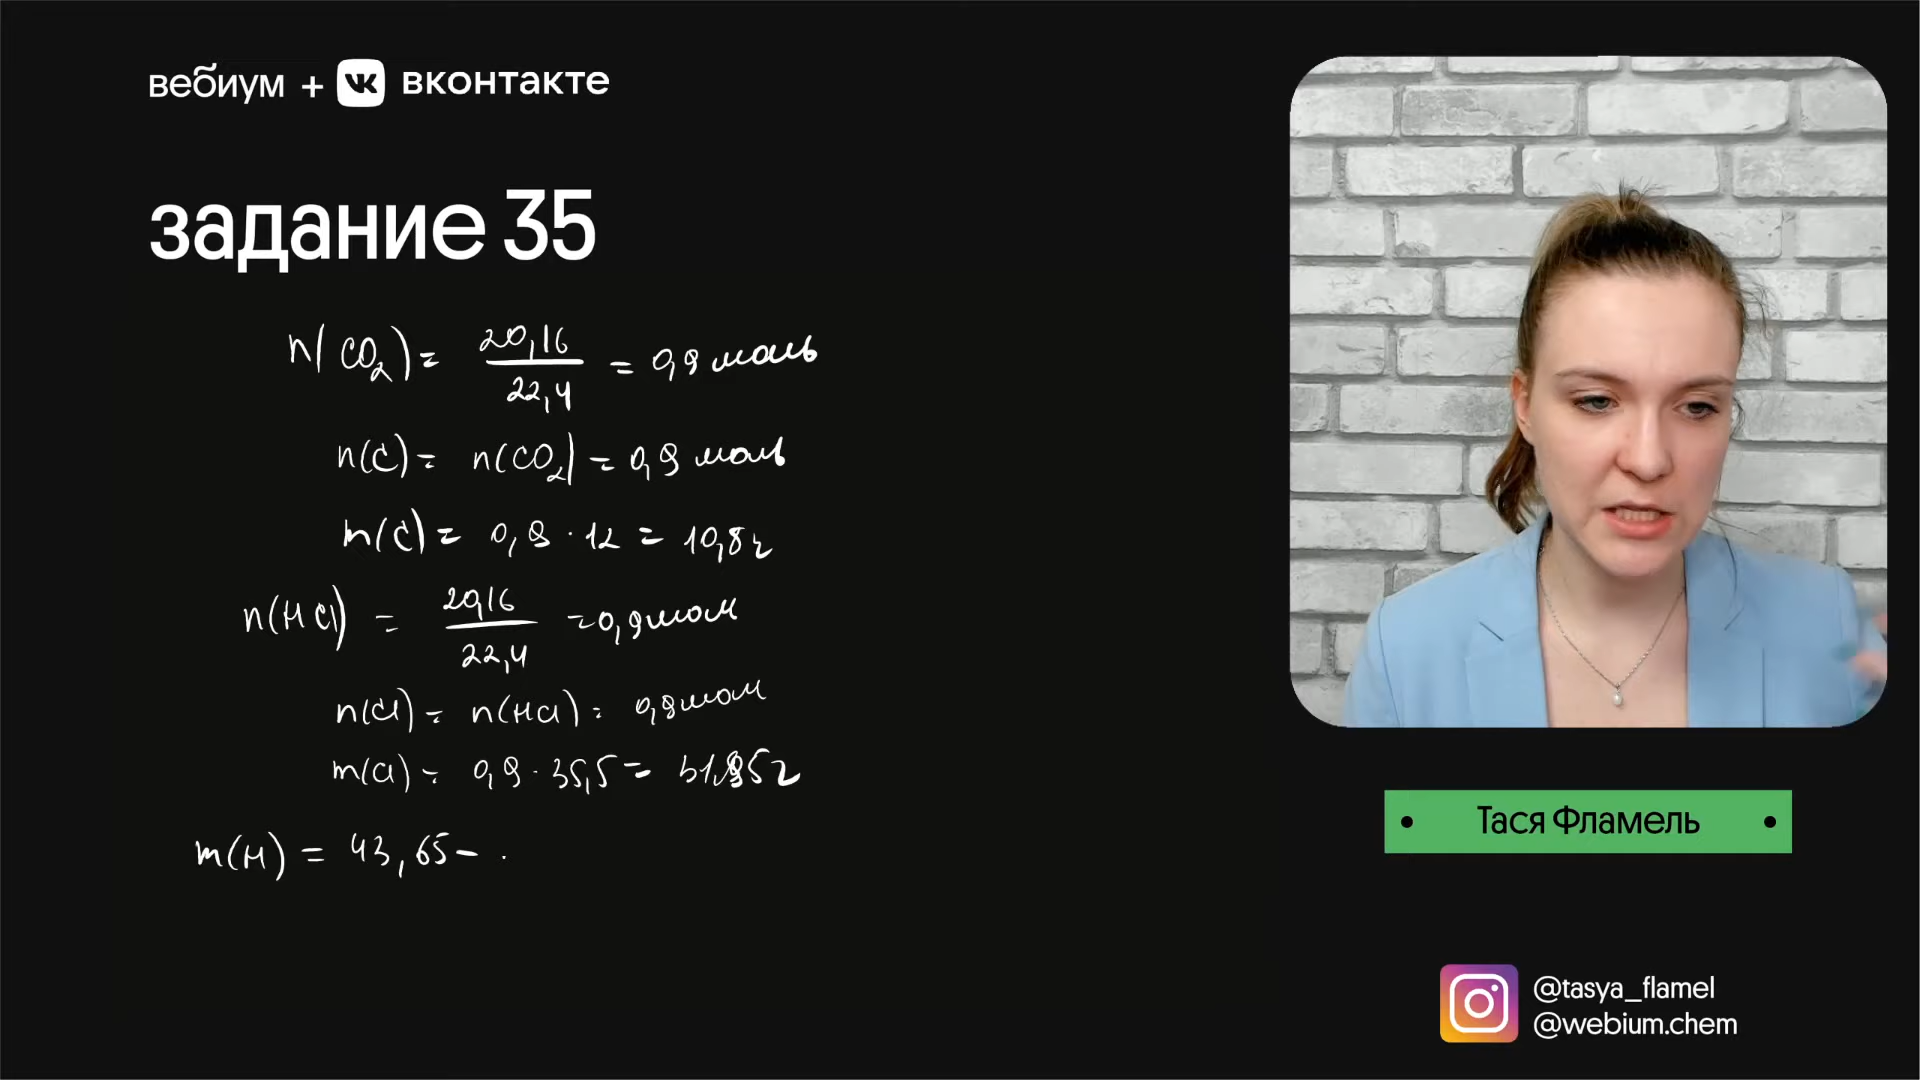 вебиум + вконтакте
задание 35
n(CO₂) = 20,16 / 22,4 = 0,9 моль
n(C) = n(CO₂) = 0,9 моль
m(C) = 0,9 · 12 = 10,8 г
n(HCl) = 20,16 / 22,4 = 0,9 моль
n(Cl) = n(HCl) = 0,9 моль
m(Cl) = 0,9 · 35,5 = 31,95 г
m(H) = 43,65 -
• Тася Фламель •
@tasya_flamel
@webium.chem